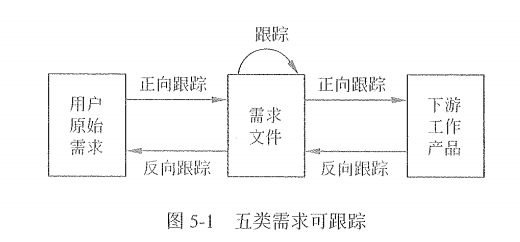 跟踪
正向跟踪
正向跟踪
用户
原始
需求
需求
文件
下游
工作
产品
反向跟踪
反向跟踪
图 5-1 五类需求可跟踪